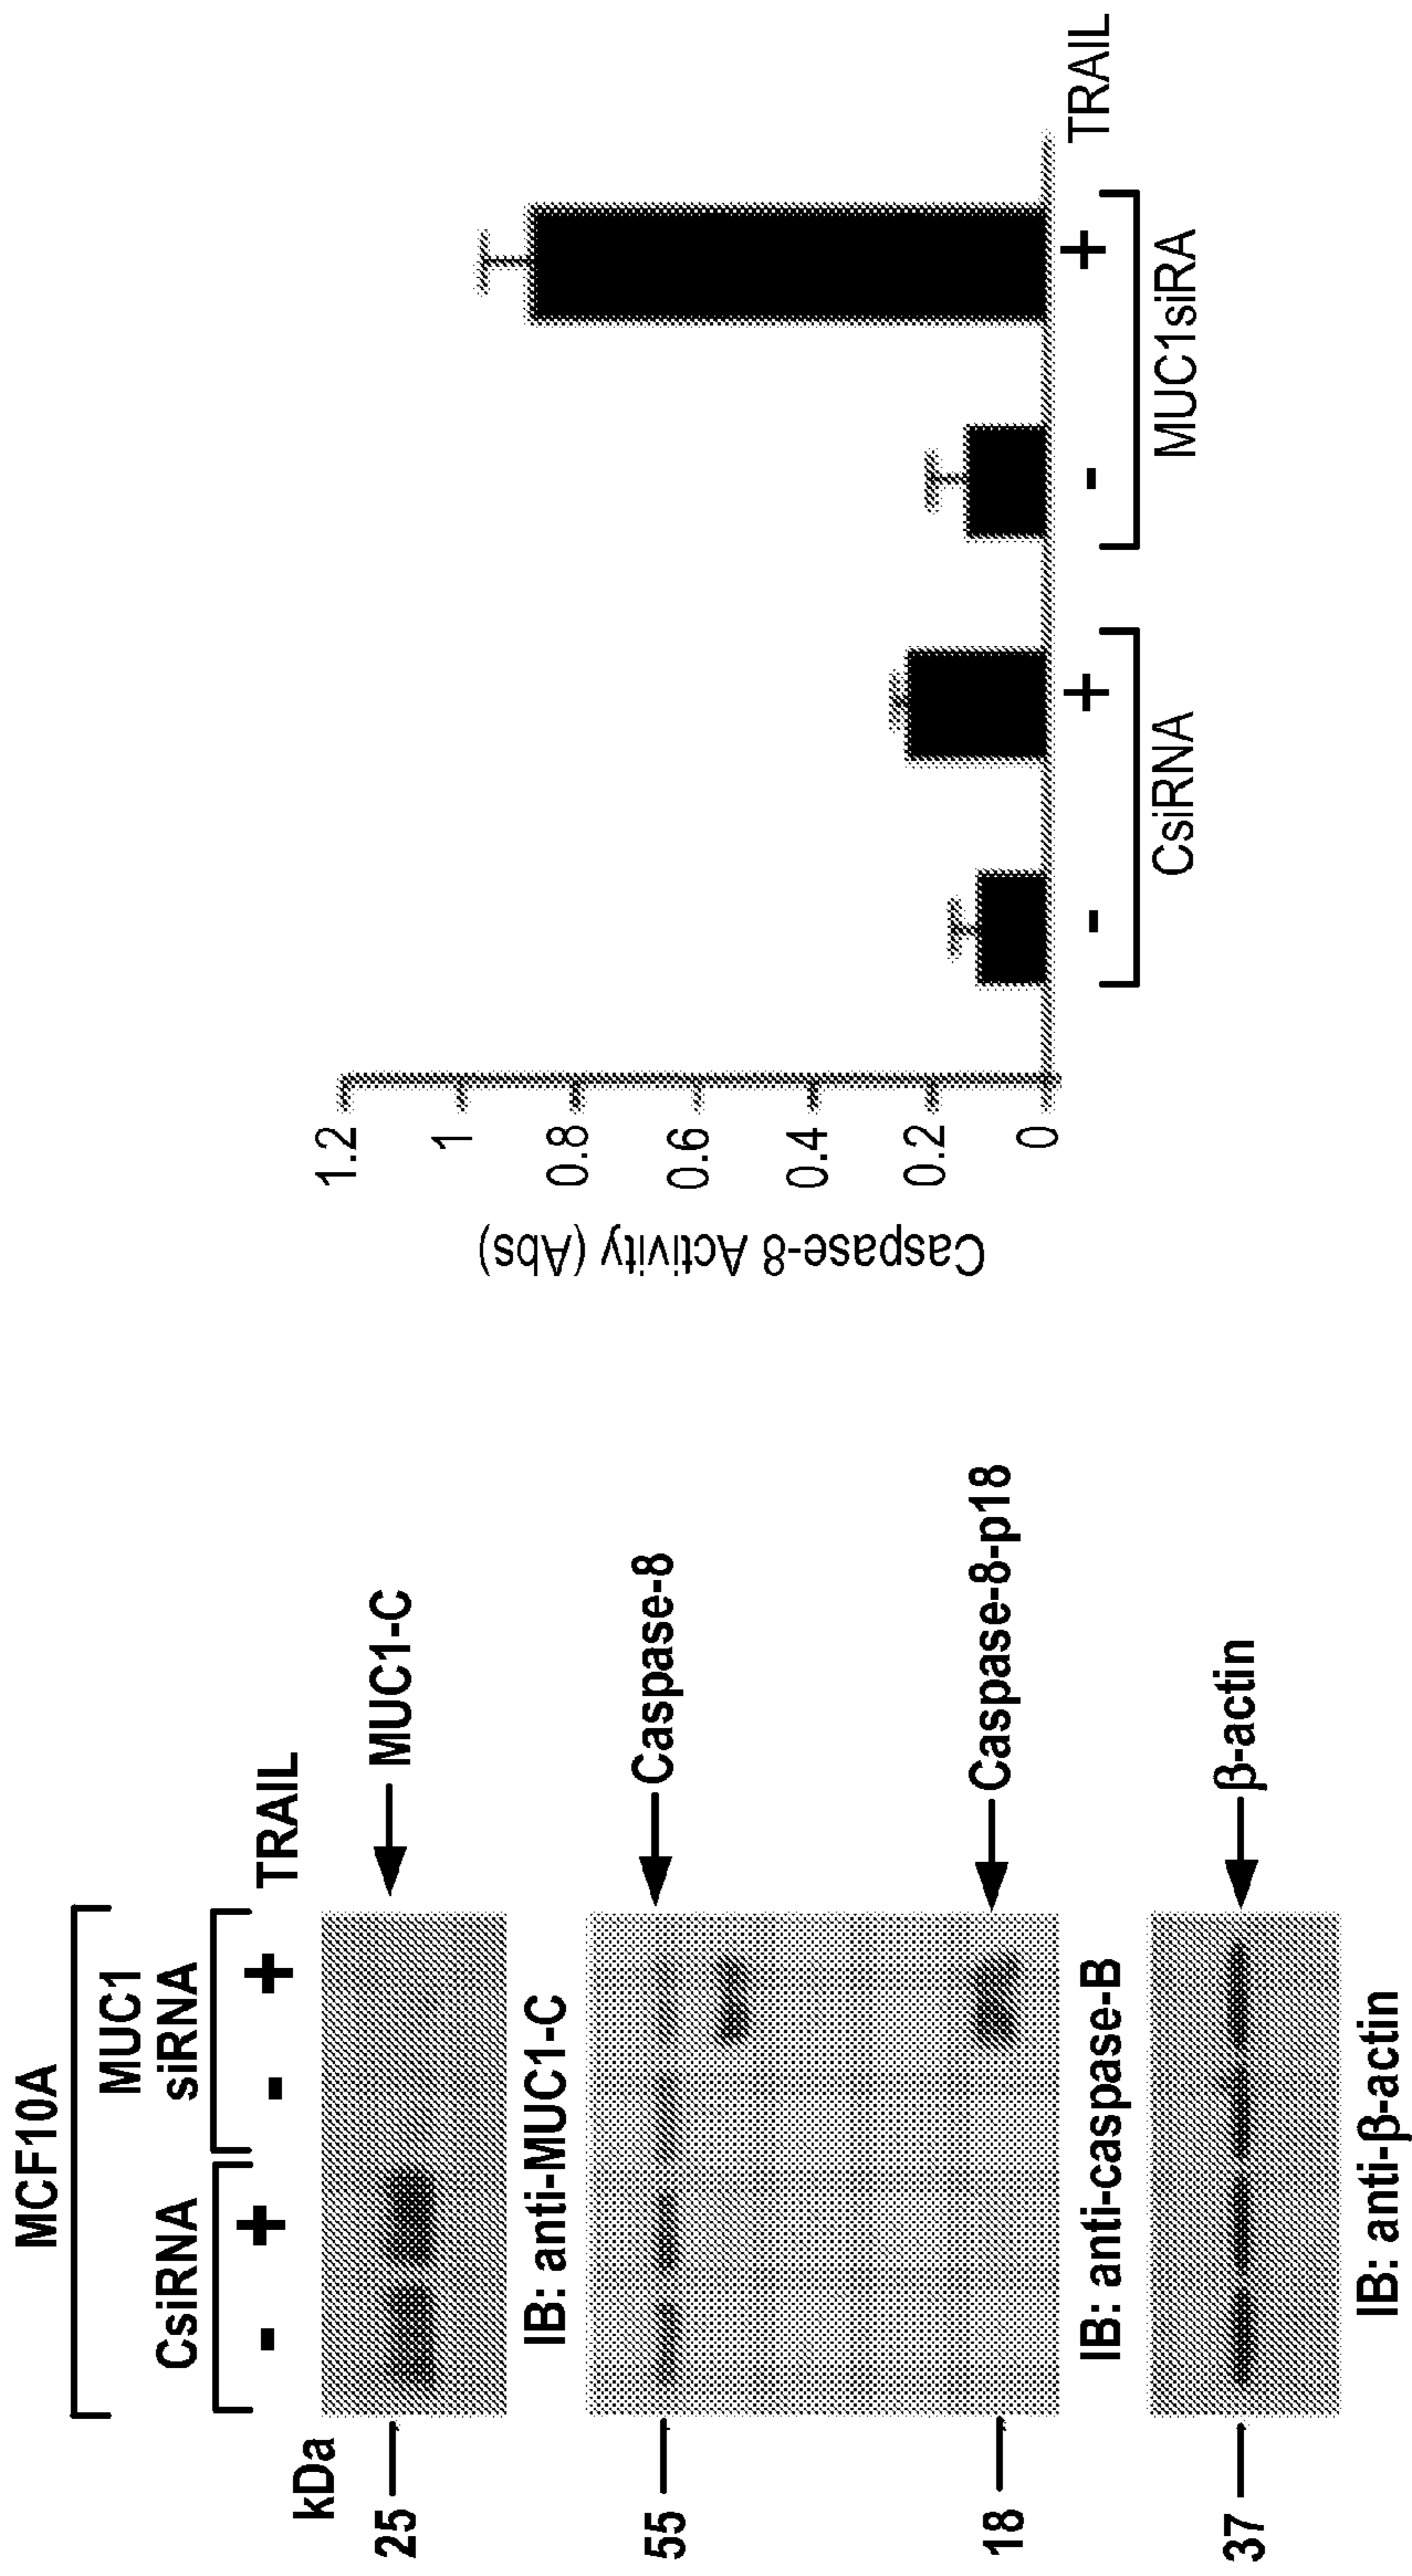 MCF10A
CsiRNA
MUC1
siRNA
- + - + TRAIL
kDa
25
MUC1-C
IB: anti-MUC1-C
55
Caspase-8
18
Caspase-8-p18
IB: anti-caspase-B
37
β-actin
IB: anti-β-actin
Caspase-8 Activity (Abs)
1.2
1
0.8
0.6
0.4
0.2
0
- + - + TRAIL
CsiRNA
MUC1siRA